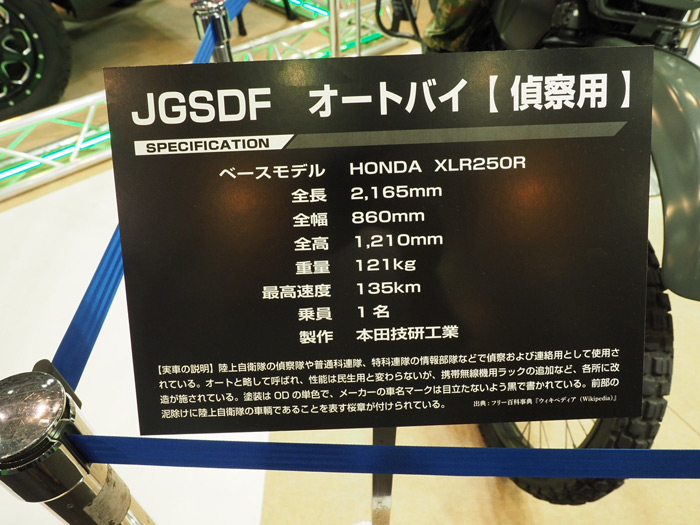 JGSDF オートバイ【偵察用】
SPECIFICATION
ベースモデル HONDA XLR250R
全長 2,165mm
全幅 860mm
全高 1,210mm
重量 121kg
最高速度 135km
乗員 1名
製作 本田技研工業
【実車の説明】陸上自衛隊の偵察隊や普通科連隊、特科連隊の情報部隊などで偵察および連絡用として使用さ
れている。オートと略して呼ばれ、性能は民生用と変わらないが、携帯無線機用ラックの追加など、各所に改
造が施されている。塗装はODの単色で、メーカーの車名マークは目立たないよう黒で書かれている。前部の
泥除けに陸上自衛隊の車輌であることを表す桜章が付けられている。 出典：フリー百科事典『ウィキペディア（Wikipedia）』